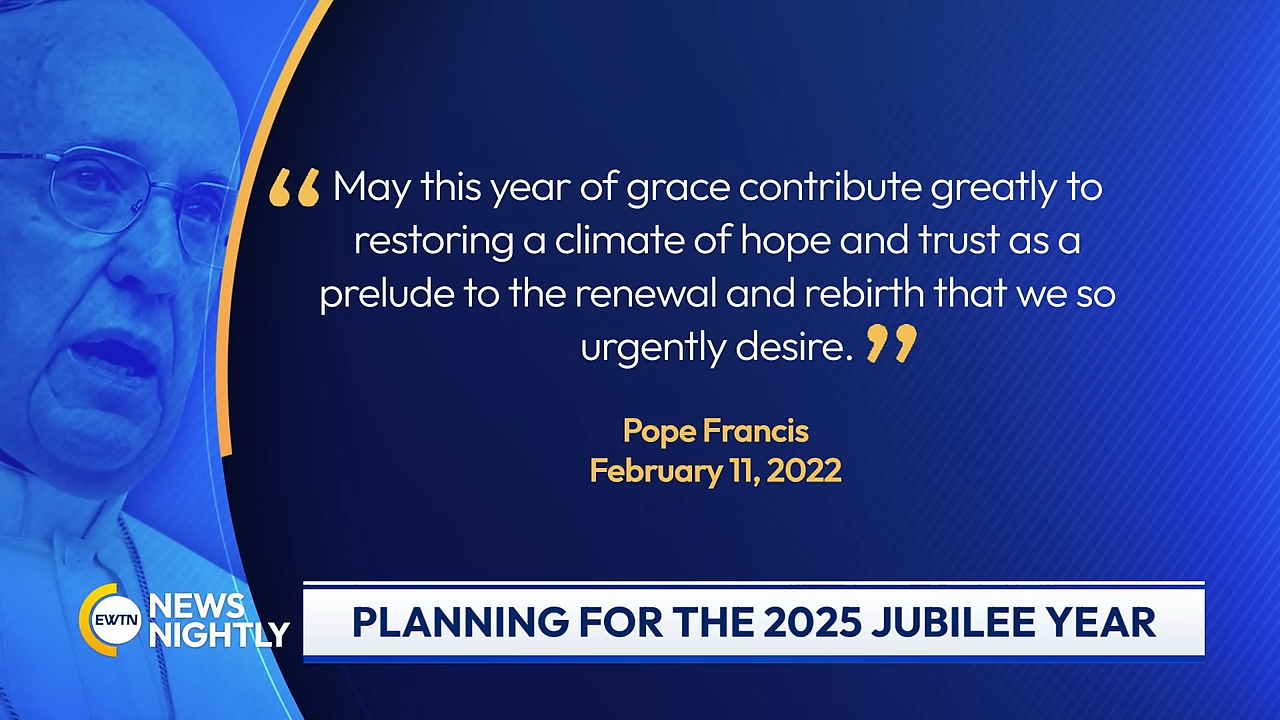 “ May this year of grace contribute greatly to
restoring a climate of hope and trust as a
prelude to the renewal and rebirth that we so
urgently desire. ”
Pope Francis
February 11, 2022
EWTN
NEWS
NIGHTLY
PLANNING FOR THE 2025 JUBILEE YEAR